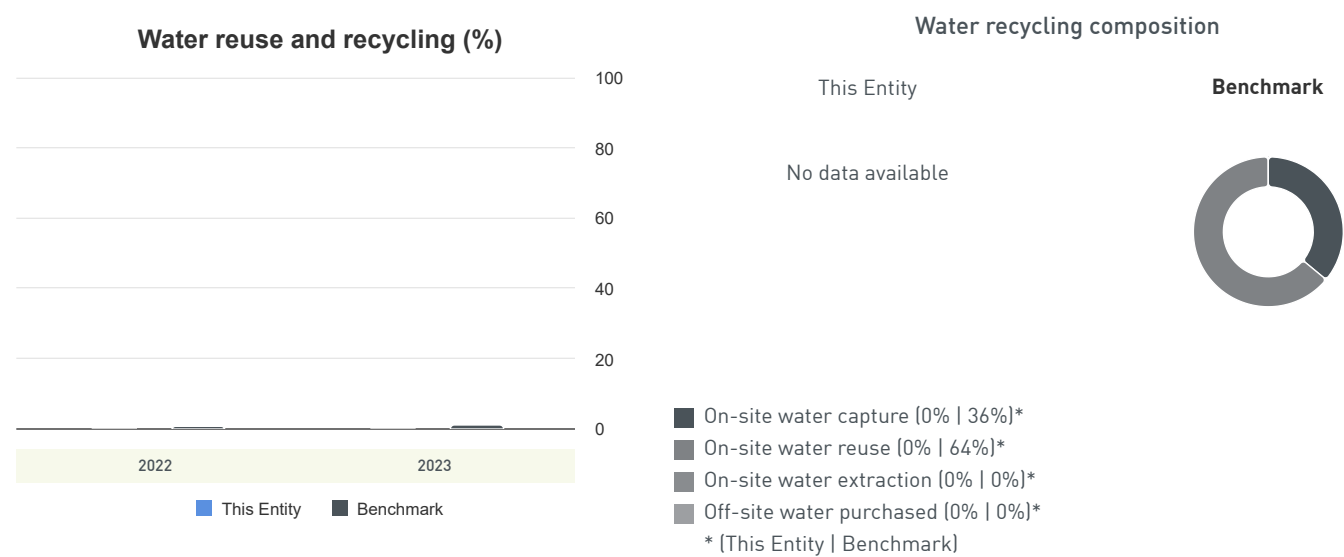 Water reuse and recycling (%)
100
80
60
40
20
0
2022
2023
This Entity
Benchmark
Water recycling composition
This Entity
Benchmark
No data available
On-site water capture (0% | 36%)*
On-site water reuse (0% | 64%)*
On-site water extraction (0% | 0%)*
Off-site water purchased (0% | 0%)*
* (This Entity | Benchmark)